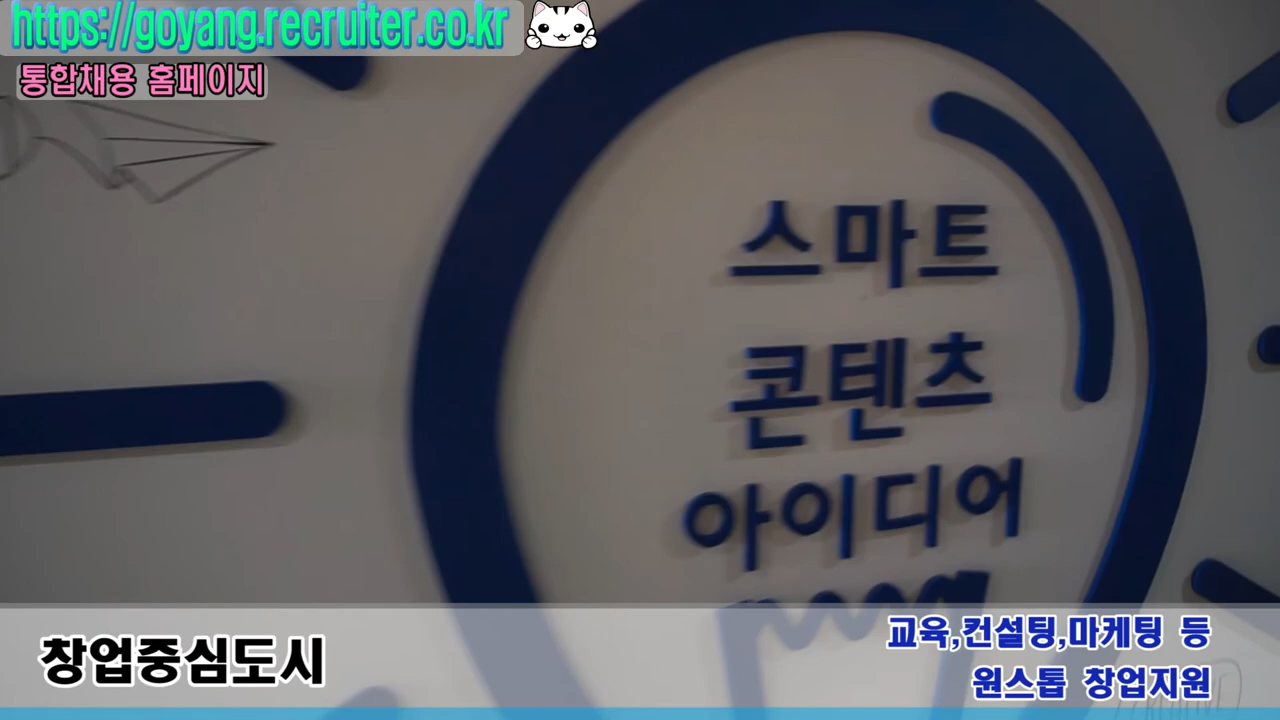 https://goyang.recruiter.co.kr
통합채용 홈페이지
스마트
콘텐츠
아이디어
창업중심도시
교육,컨설팅,마케팅 등
원스톱 창업지원